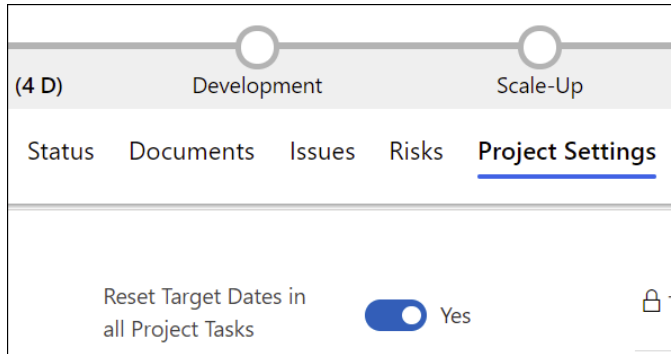 (4 D) Development Scale-Up
Status Documents Issues Risks Project Settings
Reset Target Dates in
all Project Tasks
Yes